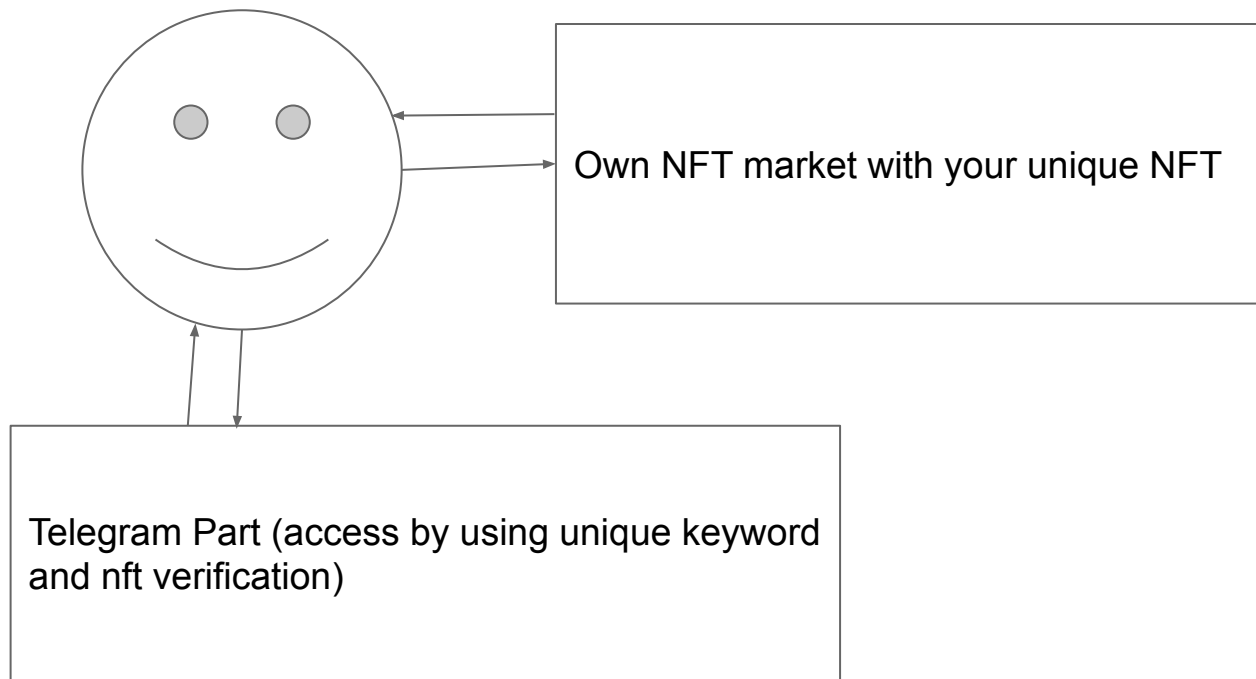 Own NFT market with your unique NFT
Telegram Part (access by using unique keyword
and nft verification)